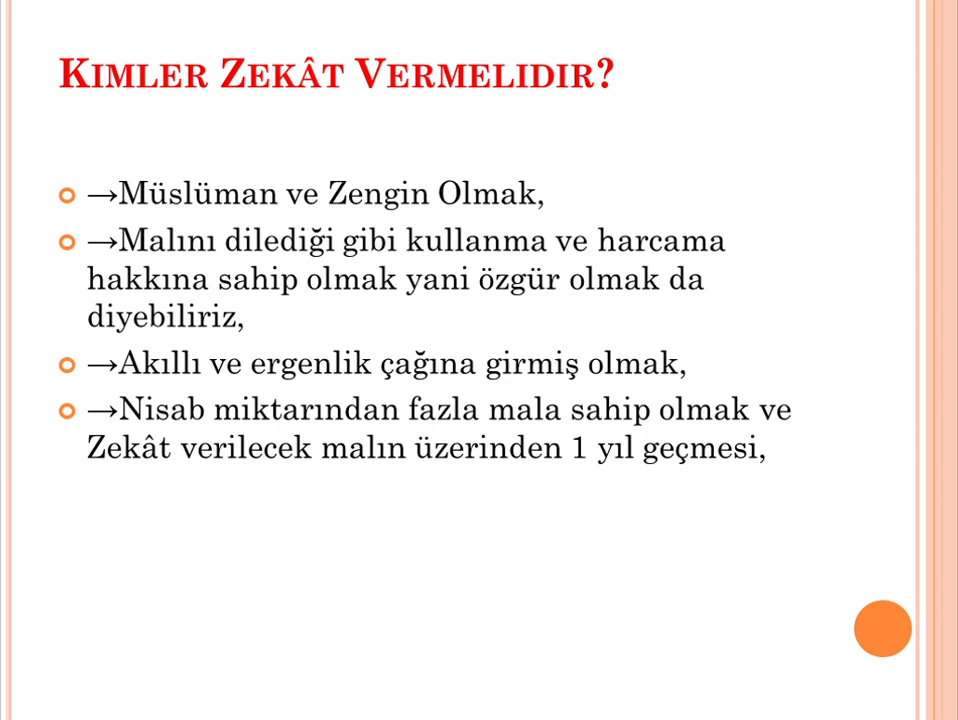 KIMLER ZEKÂT VERMELIDIR?
→Müslüman ve Zengin Olmak,
→Malını dilediği gibi kullanma ve harcama
hakkına sahip olmak yani özgür olmak da
diyebiliriz,
→Akıllı ve ergenlik çağına girmiş olmak,
→Nisab miktarından fazla mala sahip olmak ve
Zekât verilecek malın üzerinden 1 yıl geçmesi,